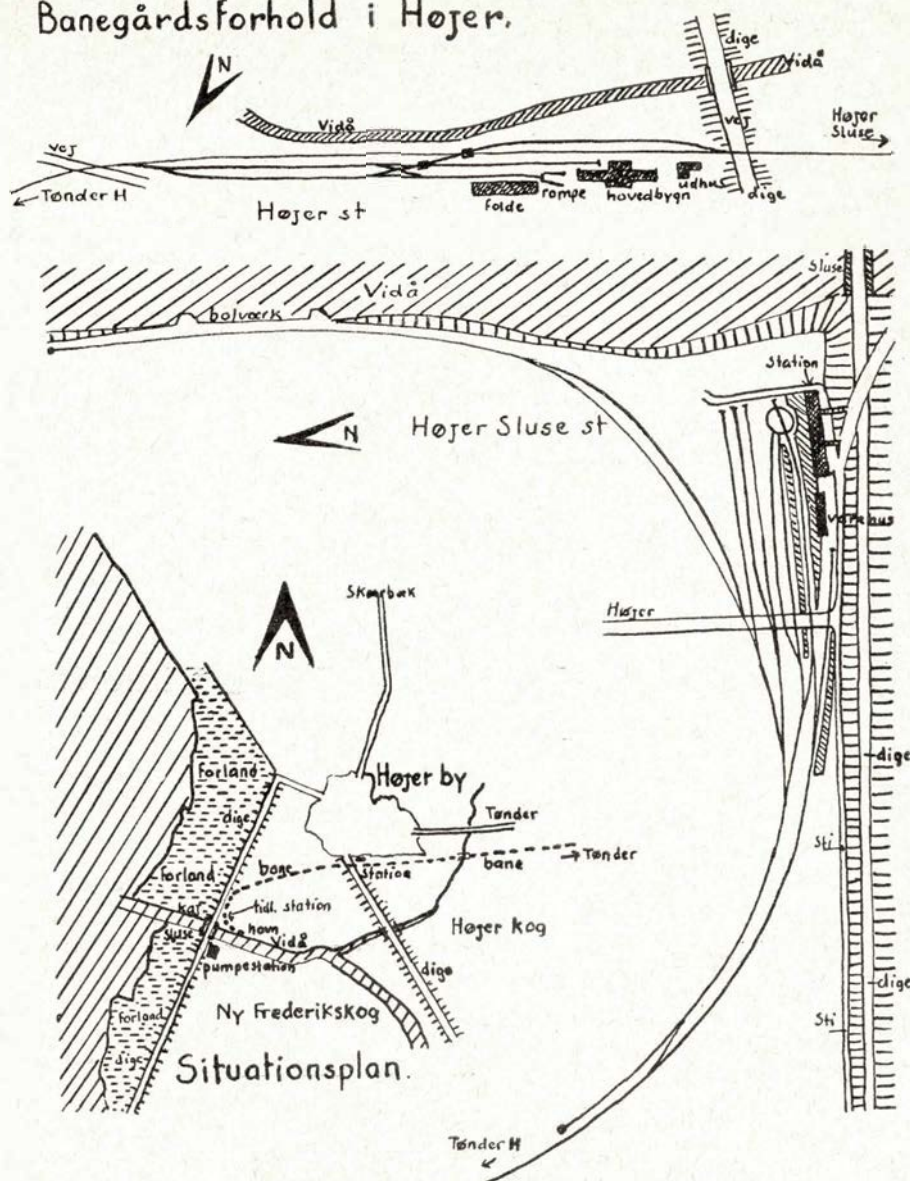 Banegårdsforhold i Højer.
N
dige
Vidå
Vidå
vej
Højer
Sluse
vej
Tønder H
Højer st
folde
rampe
hovedbygn
udhus
dige
Sluse
Vidå
bolværk
Station
N
Højer Sluse st
varehus
Højer
Skærbæk
N
forland
Højer by
dige
Tønder
dige
bane
station
bane
Tønder
forland
Sti
tidl. station
kaj
havn
Højer kog
sluse
Vidå
pumpestation
dige
dige
forland
Ny Frederikskog
Sti
dige
Situationsplan.
Tønder H